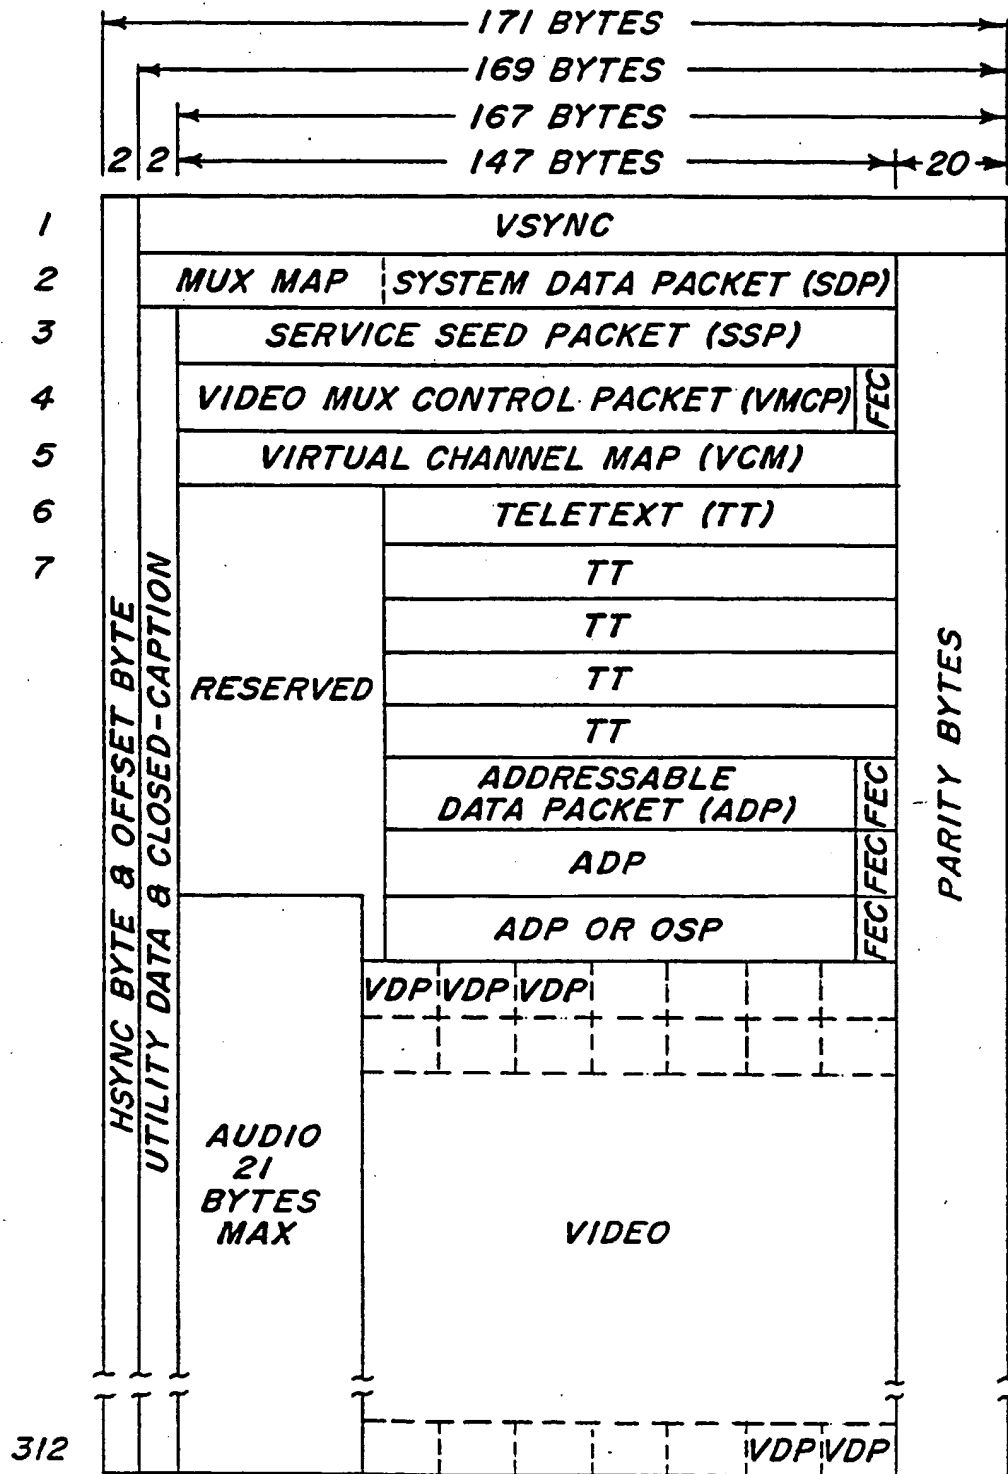 171 BYTES
169 BYTES
167 BYTES
2 2 147 BYTES 20
1 VSYNC
2 MUX MAP SYSTEM DATA PACKET (SDP)
3 SERVICE SEED PACKET (SSP)
4 VIDEO MUX CONTROL PACKET (VMCP) FEC
5 VIRTUAL CHANNEL MAP (VCM)
6 TELETEXT (TT)
7 TT
TT
TT
TT
RESERVED
ADDRESSABLE
DATA PACKET (ADP) FEC
ADP FEC
ADP OR OSP FEC
VDP VDP VDP
HSYNC BYTE & OFFSET BYTE
UTILITY DATA & CLOSED-CAPTION
PARITY BYTES
AUDIO
21
BYTES
MAX
VIDEO
312 VDP VDP